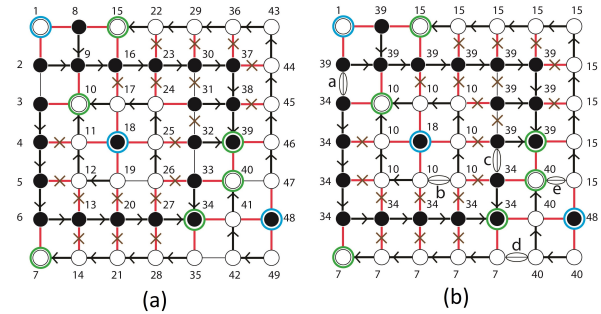 1 8 15 22 29 36 43
2 9 16 23 30 37 44
3 10 17 24 31 38 45
4 11 18 25 32 39 46
5 12 19 26 33 40 47
6 13 20 27 34 41 48
7 14 21 28 35 42 49
(a)
1 39 15 15 15 15 15
39 39 39 39 39 39 15
a
34 10 10 10 39 39 15
34 10 18 10 39 39 15
c
34 10 10 10 34 40 15
b e
34 34 34 34 34 40 48
d
7 7 7 7 7 40 40
(b)